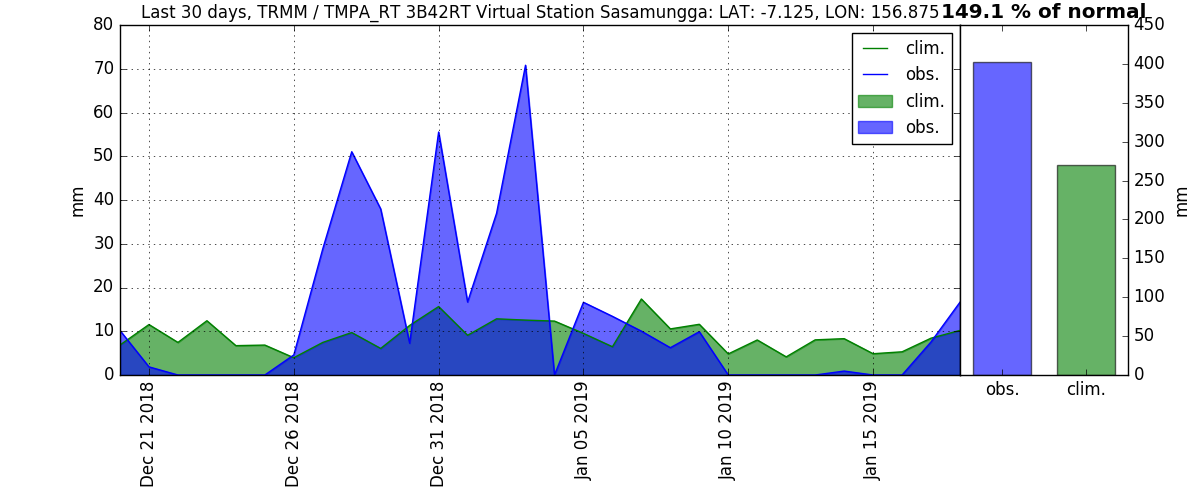 Last 30 days, TRMM / TMPA_RT 3B42RT Virtual Station Sasamungga: LAT: -7.125, LON: 156.875
149.1 % of normal
80
70
60
50
40
30
20
10
0
mm
clim.
obs.
clim.
obs.
Dec 21 2018
Dec 26 2018
Dec 31 2018
Jan 05 2019
Jan 10 2019
Jan 15 2019
450
400
350
300
250
200
150
100
50
0
mm
obs.
clim.